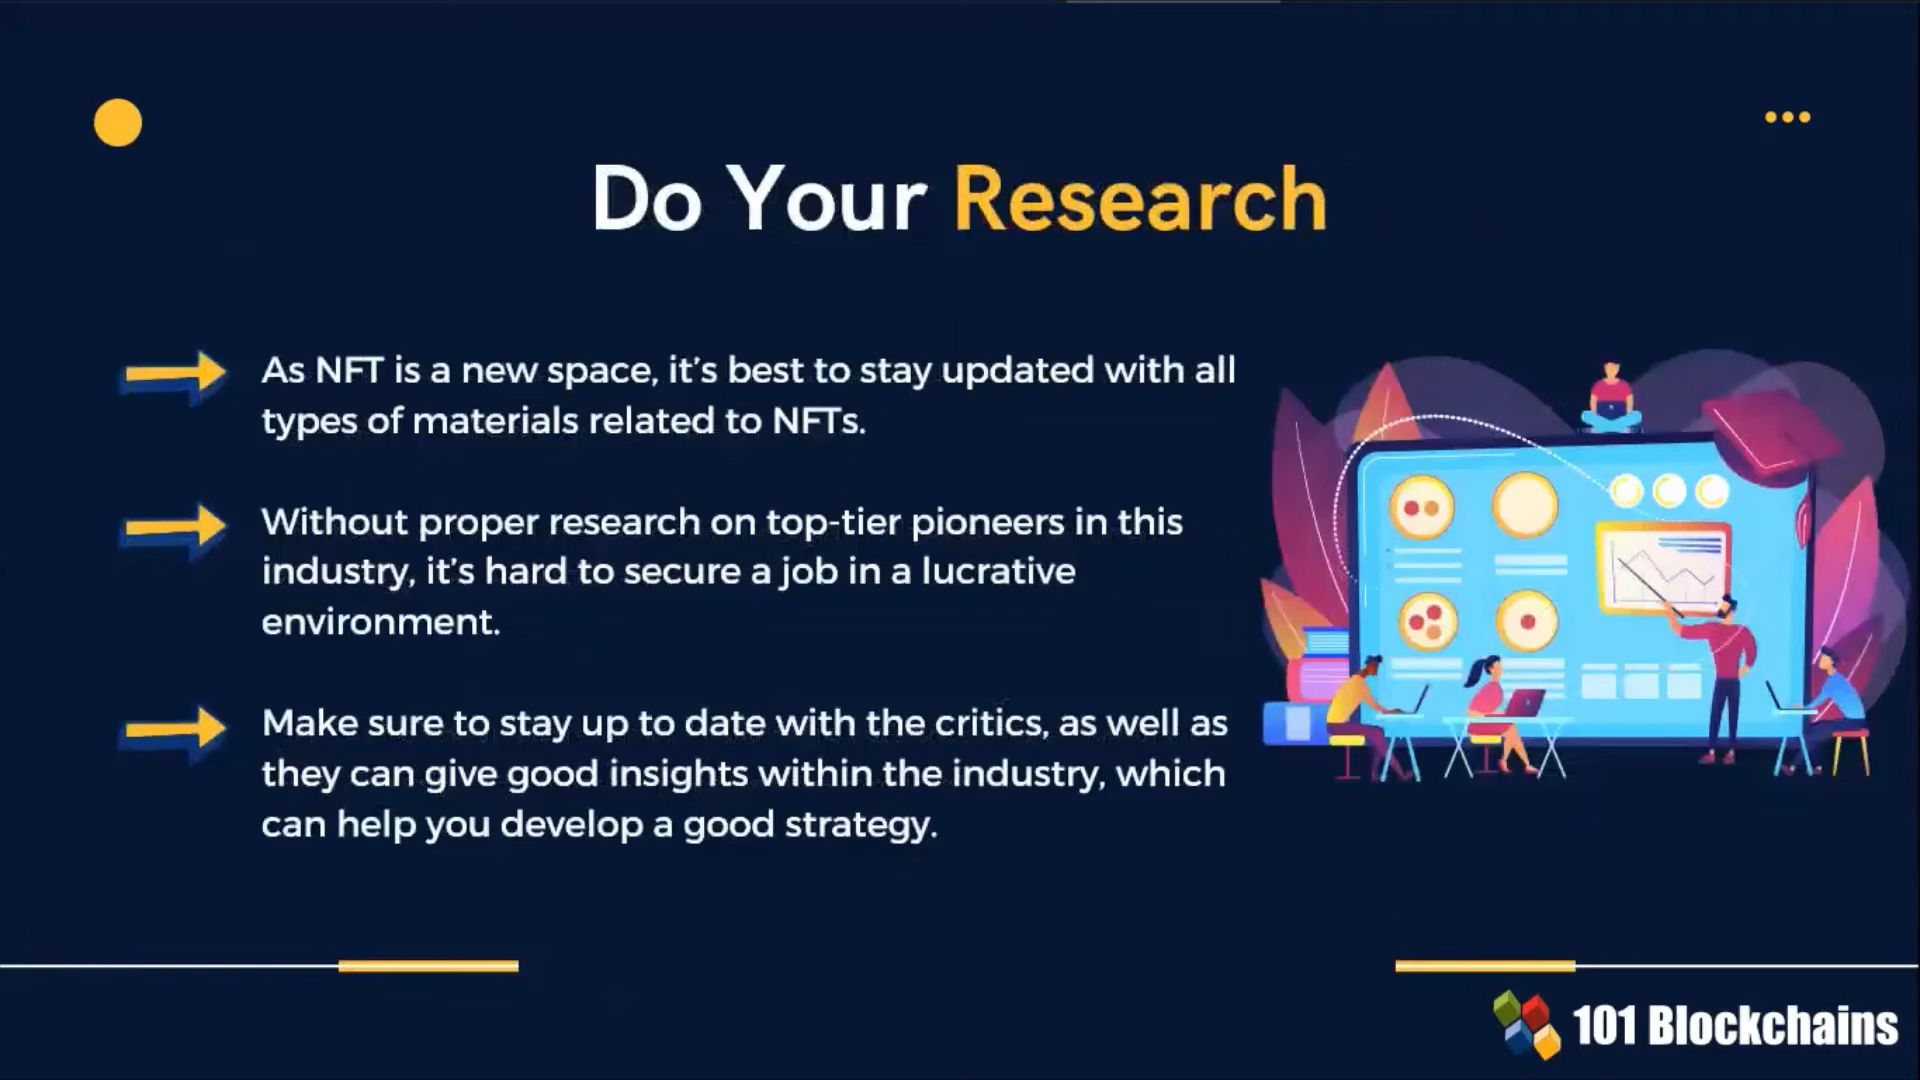 Do Your Research
As NFT is a new space, it's best to stay updated with all
types of materials related to NFTs.
Without proper research on top-tier pioneers in this
industry, it's hard to secure a job in a lucrative
environment.
Make sure to stay up to date with the critics, as well as
they can give good insights within the industry, which
can help you develop a good strategy.
101 Blockchains